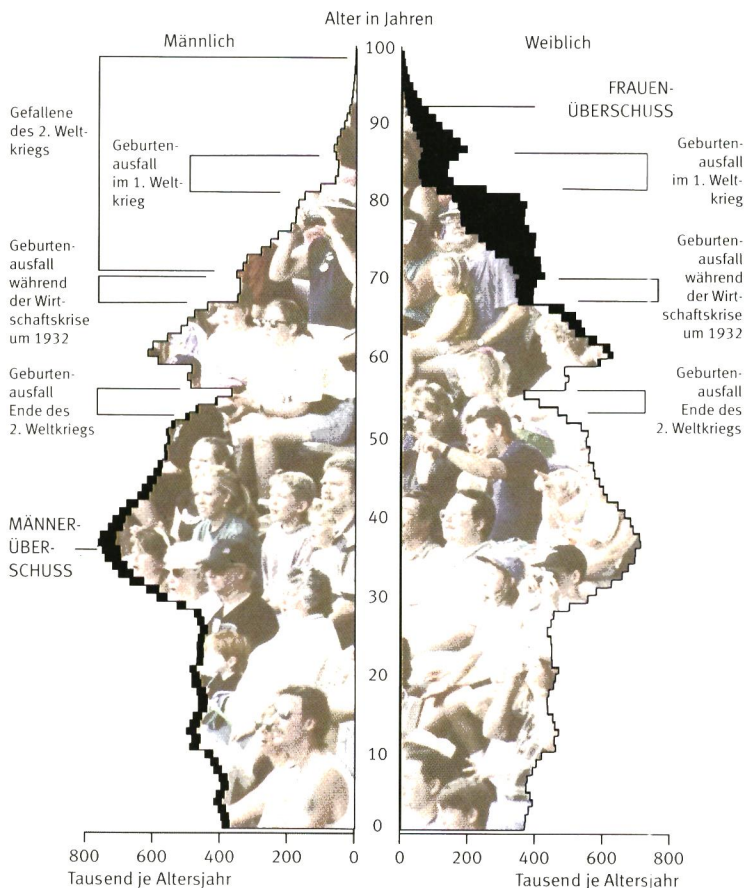 Alter in Jahren
Männlich
Weiblich
100
90
80
70
60
50
40
30
20
10
0
Gefallene
des 2. Welt-
kriegs
Geburten-
ausfall
im 1. Welt-
krieg
Geburten-
ausfall
während
der Wirt-
schaftskrise
um 1932
Geburten-
ausfall
Ende des
2. Weltkriegs
MÄNNER-
ÜBER-
SCHUSS
FRAUEN-
ÜBERSCHUSS
Geburten-
ausfall
im 1. Welt-
krieg
Geburten-
ausfall
während
der Wirt-
schaftskrise
um 1932
Geburten-
ausfall
Ende des
2. Weltkriegs
800 600 400 200 0
0 200 400 600 800
Tausend je Altersjahr
Tausend je Altersjahr